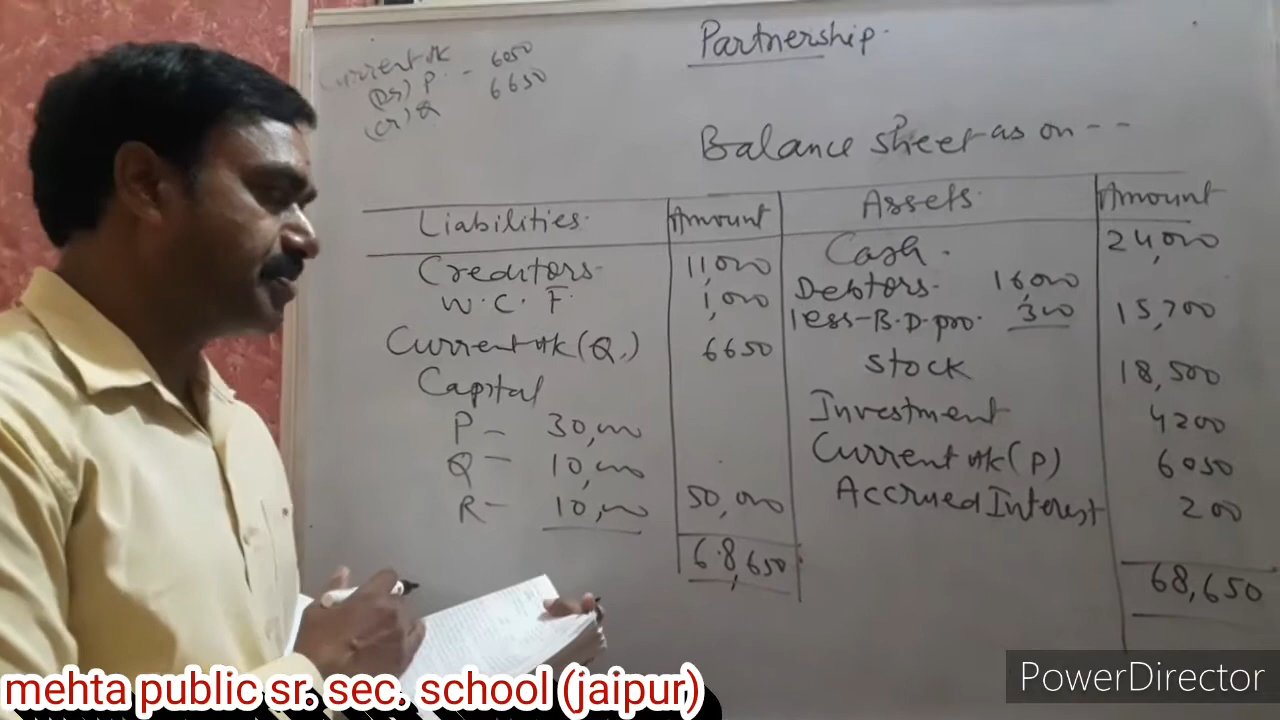 Partnership.
Current A/c
(Dr) P. - 6050
(Cr) Q 6650
Balance sheet as on - -
Liabilities. Amount Assets. Amount
Creditors. 11,000 Cash. 24,000
W.C.F. 1,000 Debtors. 16,000
less-B.D.pro. 300 15,700
Current A/c (Q.) 6650 Stock 18,500
Capital Investment 4200
P - 30,000 Current A/c (P) 6050
Q - 10,000 Accrued Interest 200
R - 10,000 50,000
68,650 68,650
PowerDirector
mehta public sr. sec. school (jaipur)